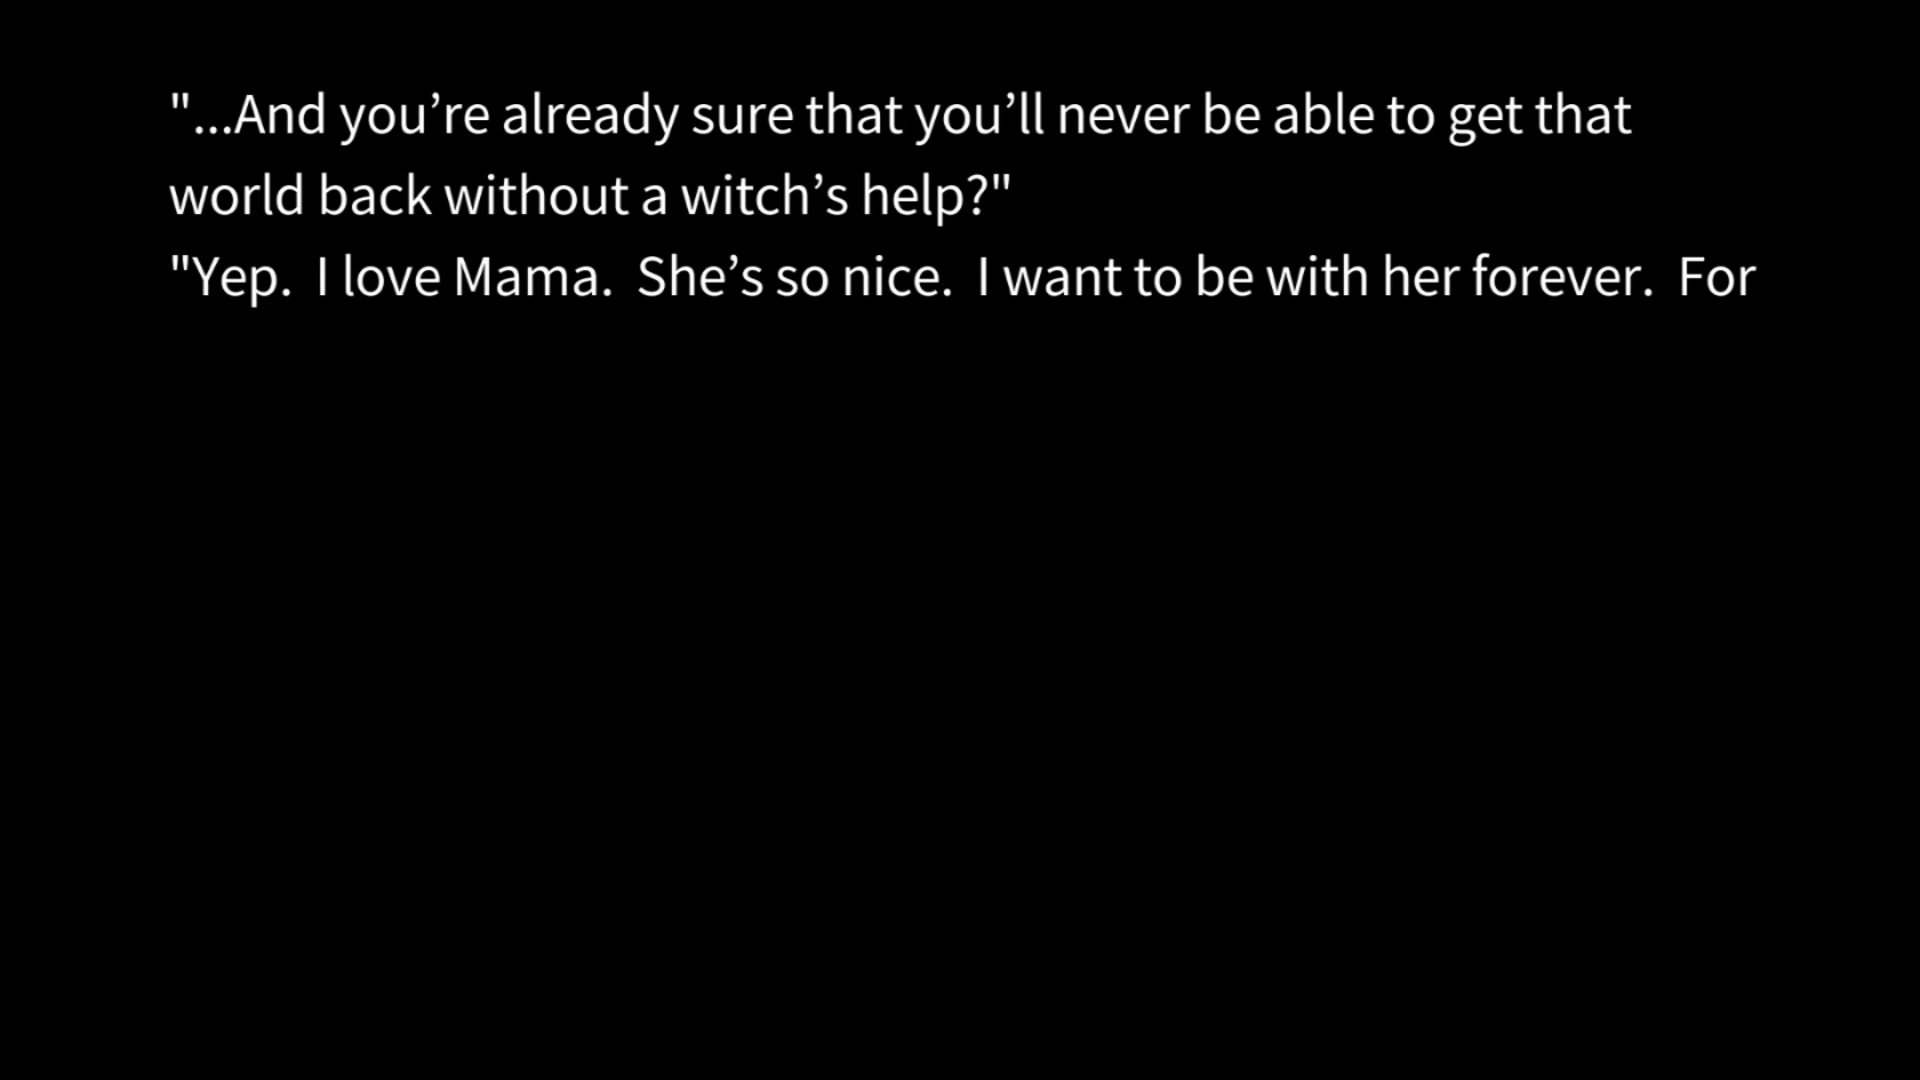 "...And you’re already sure that you’ll never be able to get that
world back without a witch’s help?"
"Yep.  I love Mama.  She’s so nice.  I want to be with her forever.  For